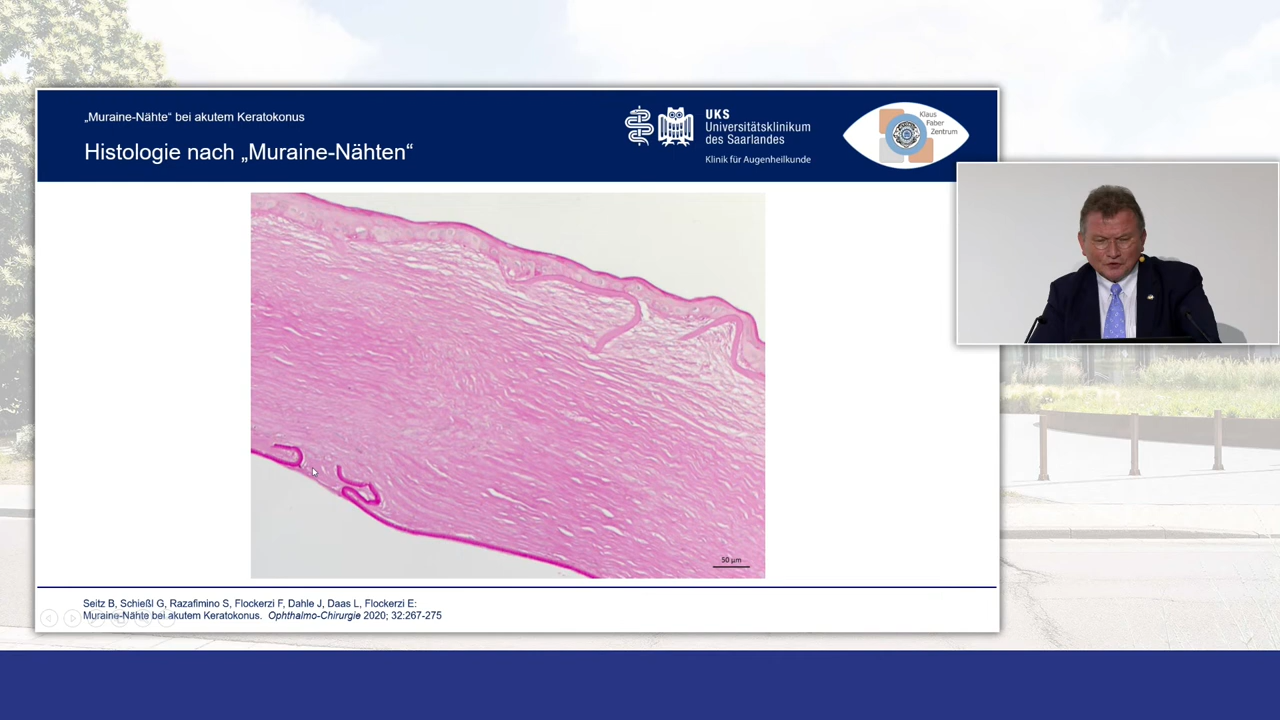 „Muraine-Nähte“ bei akutem Keratokonus
Histologie nach „Muraine-Nähten“
UKS
Universitätsklinikum
des Saarlandes
Klinik für Augenheilkunde
Klaus
Faber
Zentrum
50 µm
Seitz B, Schießl G, Razafimino S, Flockerzi F, Dahle J, Daas L, Flockerzi E:
Muraine-Nähte bei akutem Keratokonus. Ophthalmo-Chirurgie 2020; 32:267-275